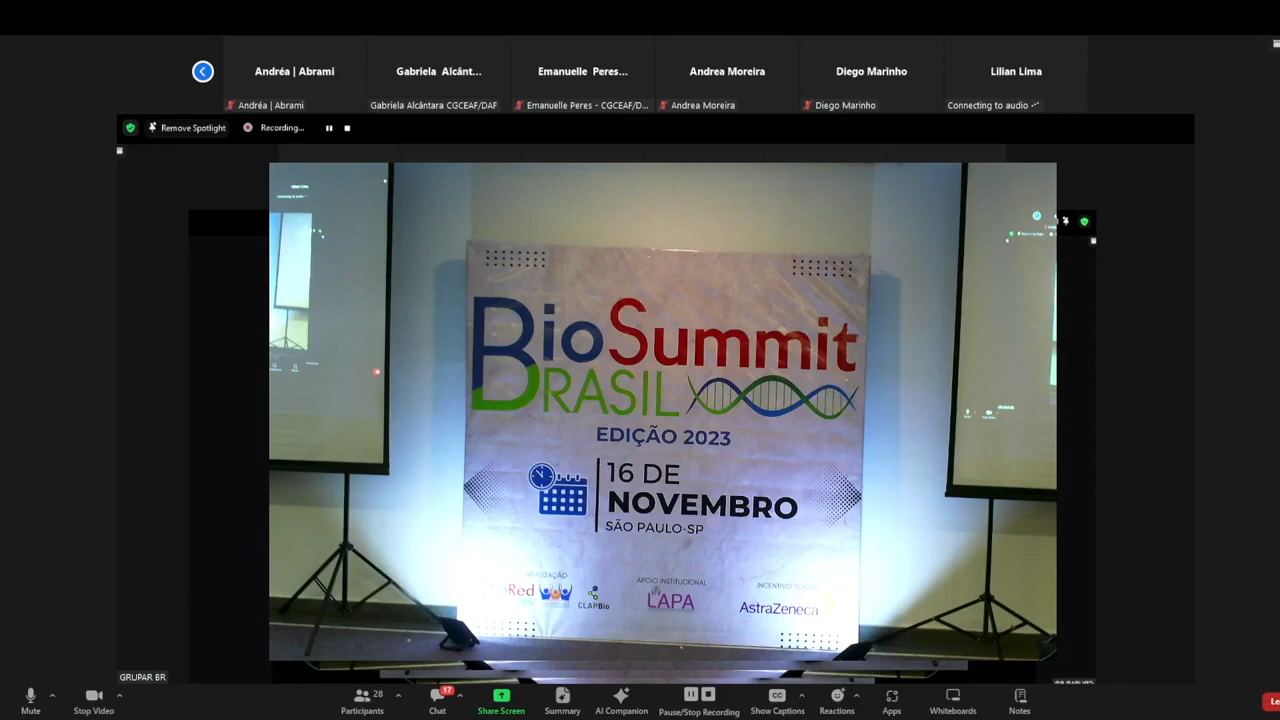 Andréa | Abrami
Gabriela Alcânt...
Emanuelle Peres...
Andrea Moreira
Diego Marinho
Lilian Lima
Andréa | Abrami
Gabriela Alcântara CGCEAF/DAF
Emanuelle Peres - CGCEAF/D...
Andrea Moreira
Diego Marinho
Connecting to audio
Remove Spotlight
Recording...
BioSummit
BRASIL
EDIÇÃO 2023
16 DE
NOVEMBRO
SÃO PAULO-SP
REALIZAÇÃO
CLAPBio
APOIO INSTITUCIONAL
LAPA
INCENTIVO
AstraZeneca
GRUPAR BR
Mute
Stop Video
28
Participants
17
Chat
Share Screen
Summary
AI Companion
Pause/Stop Recording
CC
Show Captions
Reactions
Apps
Whiteboards
Notes